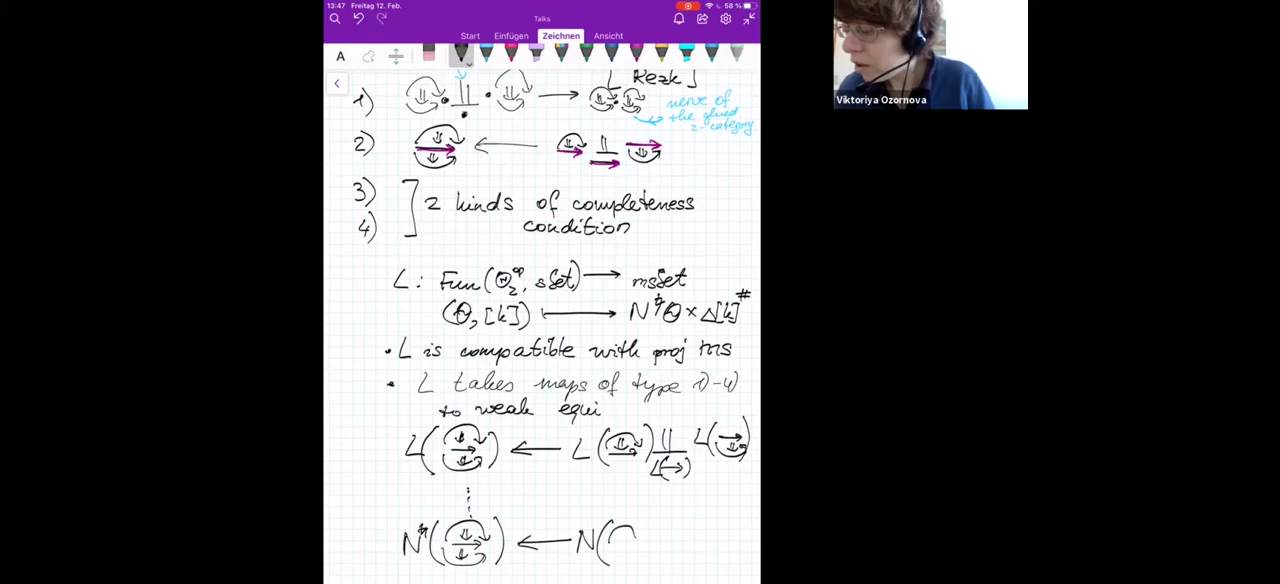 13:47 Freitag 12. Feb.
58 %
Talks
Start Einfügen Zeichnen Ansicht
Viktoriya Ozornova
[ Rezk ]
1) ⇓ • ⨿ • ⇓ ⟶ ⇓ • ⇓
nerve of
the glued
2-category
2) ⇓ ⇓ ⟵ ⇓ ⨿ ⇓
3)
4) ] 2 kinds of completeness
condition
L: Fun(Θ₂^op, sSet) ⟶ msSet
(θ, [k]) ⟼ N^♮θ × Δ[k]^#
• L is compatible with proj ms
• L takes maps of type 1)-4)
to weak equi
L( ⇓ ⇓ ) ⟵ L( ⇓ ) ⨿ L( ⇓ )
L(→)
N^♮( ⇓ ⇓ ) ⟵ N(